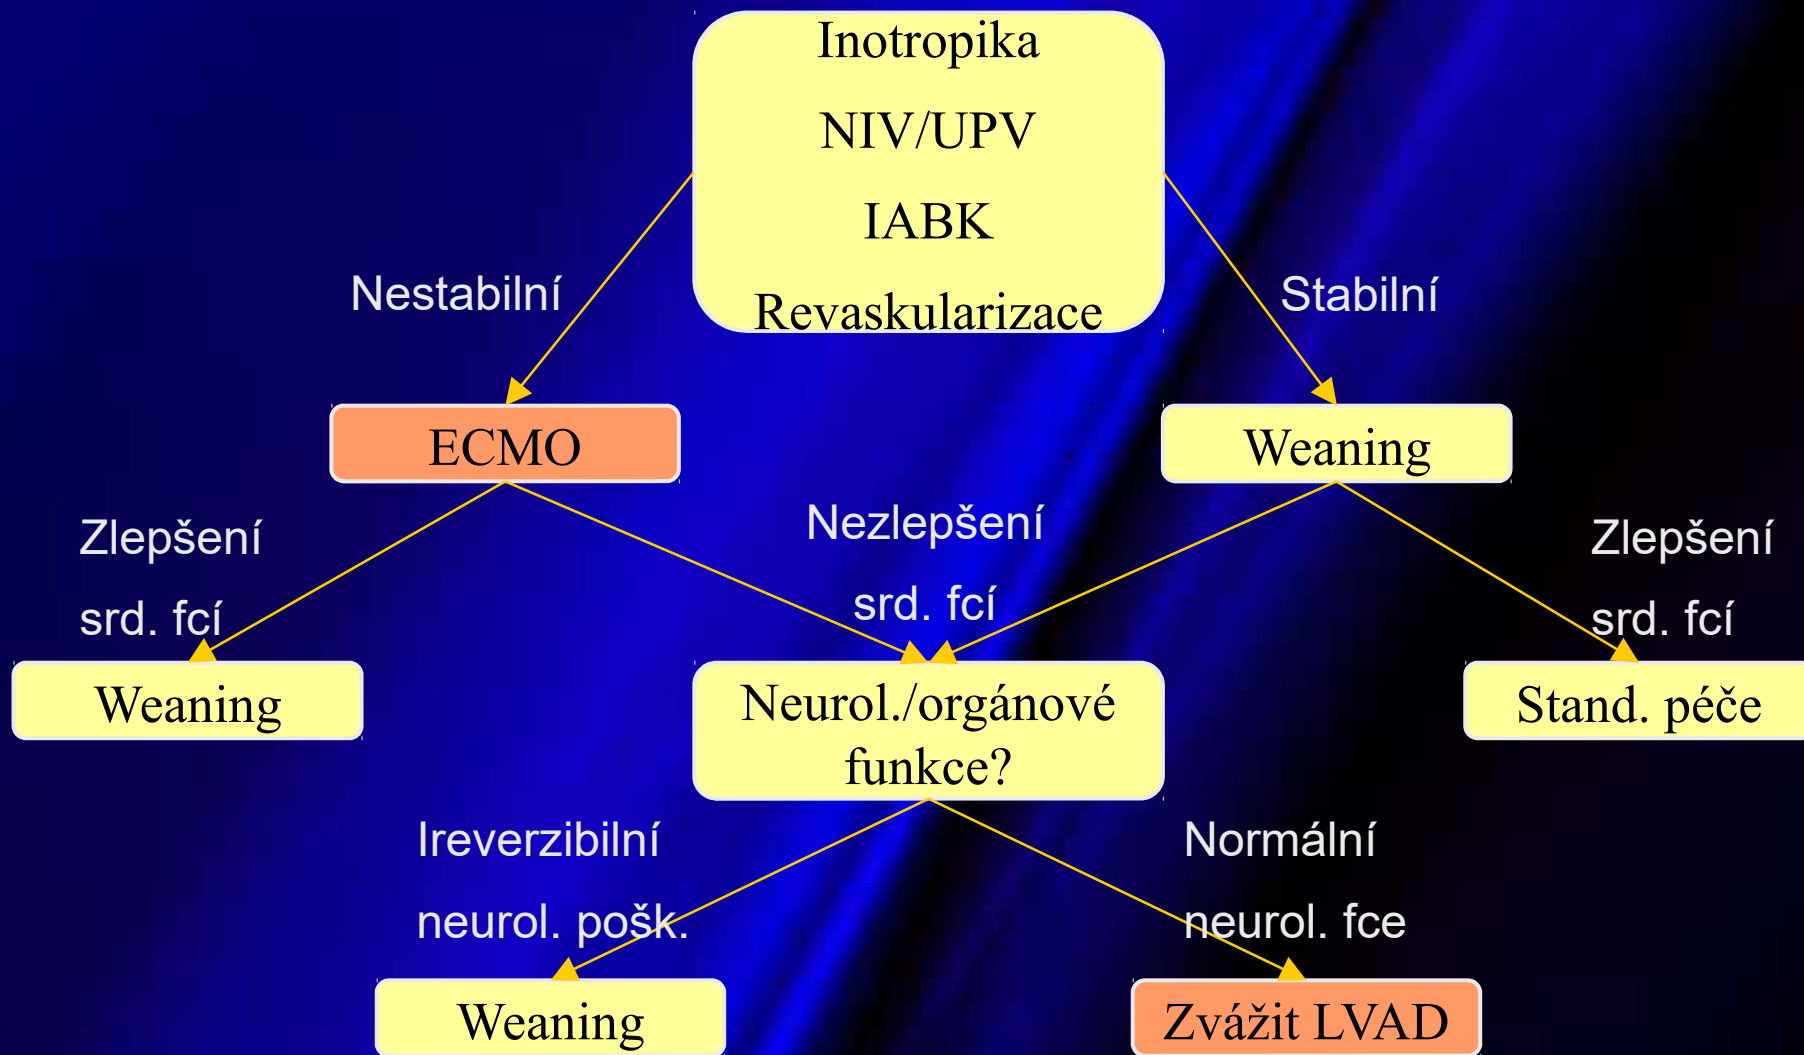 Inotropika
NIV/UPV
IABK
Revaskularizace
Nestabilní
Stabilní
ECMO
Weaning
Zlepšení
srd. fcí
Nezlepšení
srd. fcí
Zlepšení
srd. fcí
Weaning
Neurol./orgánové
funkce?
Stand. péče
Ireverzibilní
neurol. pošk.
Normální
neurol. fce
Weaning
Zvážit LVAD